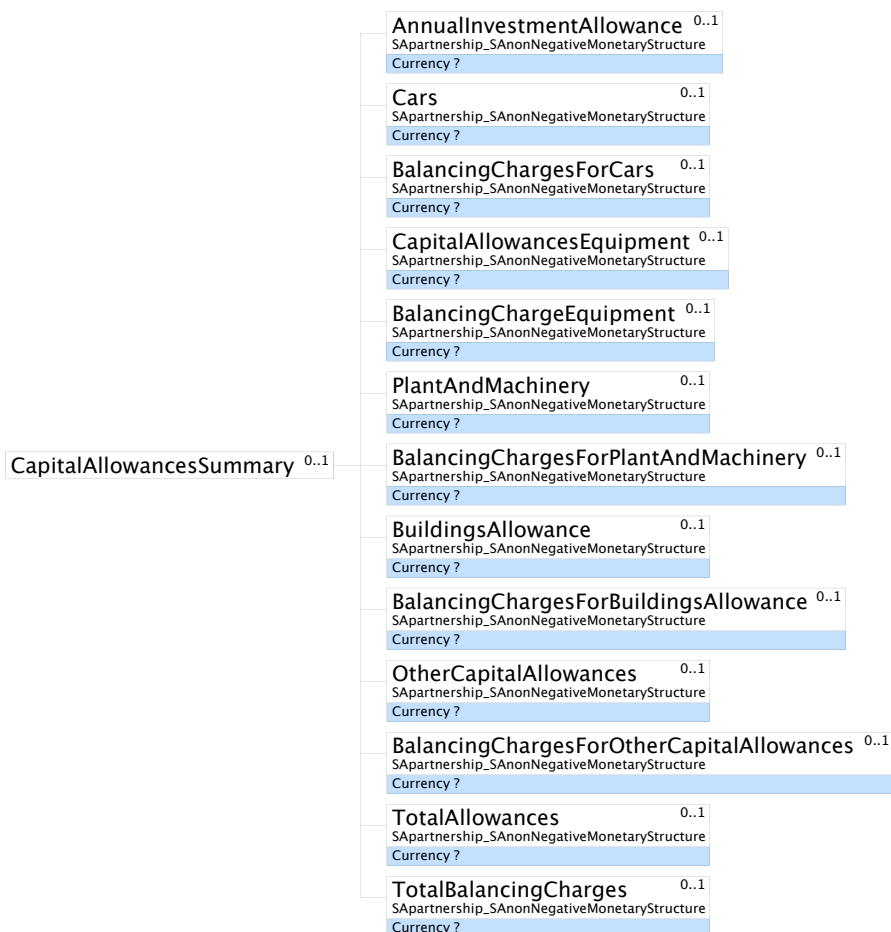 AnnualInvestmentAllowance 0..1
SApartnership_SAnonNegativeMonetaryStructure
Currency ?
Cars 0..1
SApartnership_SAnonNegativeMonetaryStructure
Currency ?
BalancingChargesForCars 0..1
SApartnership_SAnonNegativeMonetaryStructure
Currency ?
CapitalAllowancesEquipment 0..1
SApartnership_SAnonNegativeMonetaryStructure
Currency ?
BalancingChargeEquipment 0..1
SApartnership_SAnonNegativeMonetaryStructure
Currency ?
PlantAndMachinery 0..1
SApartnership_SAnonNegativeMonetaryStructure
Currency ?
CapitalAllowancesSummary 0..1
BalancingChargesForPlantAndMachinery 0..1
SApartnership_SAnonNegativeMonetaryStructure
Currency ?
BuildingsAllowance 0..1
SApartnership_SAnonNegativeMonetaryStructure
Currency ?
BalancingChargesForBuildingsAllowance 0..1
SApartnership_SAnonNegativeMonetaryStructure
Currency ?
OtherCapitalAllowances 0..1
SApartnership_SAnonNegativeMonetaryStructure
Currency ?
BalancingChargesForOtherCapitalAllowances 0..1
SApartnership_SAnonNegativeMonetaryStructure
Currency ?
TotalAllowances 0..1
SApartnership_SAnonNegativeMonetaryStructure
Currency ?
TotalBalancingCharges 0..1
SApartnership_SAnonNegativeMonetaryStructure
Currency ?